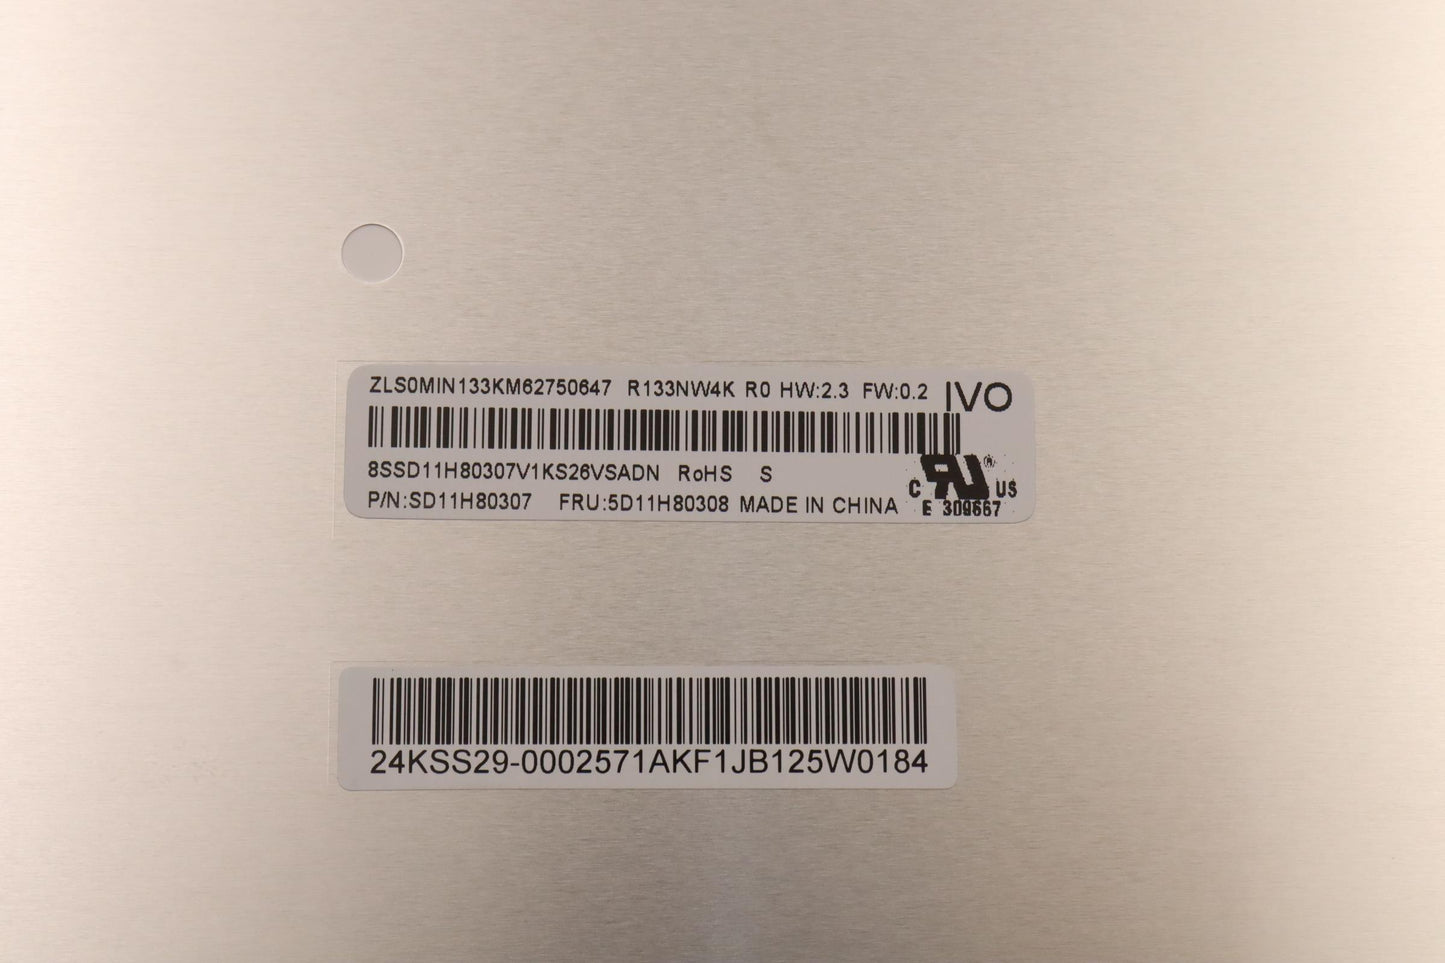 ZLS0MIN133KM62750647 R133NW4K R0 HW:2.3 FW:0.2 IVO
8SSD11H80307V1KS26VSADN RoHS S
P/N:SD11H80307 FRU:5D11H80308 MADE IN CHINA
C RU ® US
E 309667
24KSS29-0002571AKF1JB125W0184